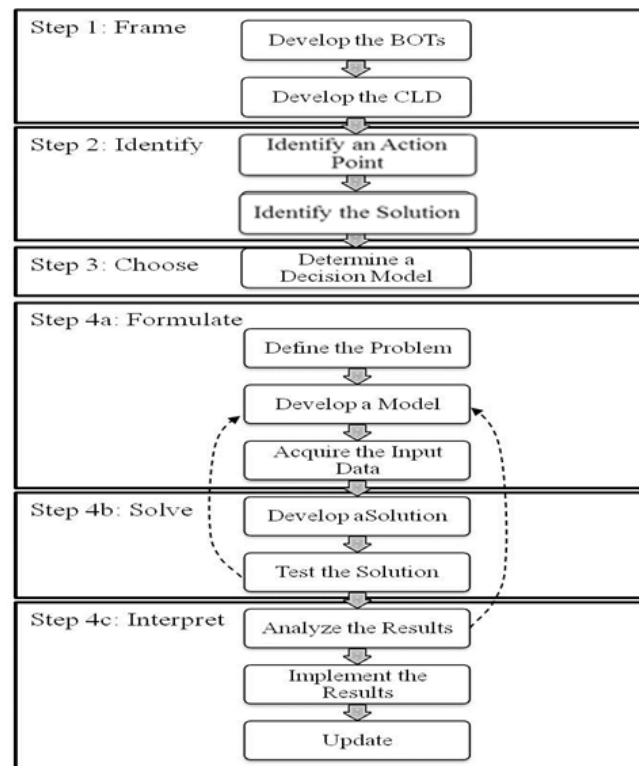 Step 1: Frame
Develop the BOTs
Develop the CLD
Step 2: Identify
Identify an Action
Point
Identify the Solution
Step 3: Choose
Determine a
Decision Model
Step 4a: Formulate
Define the Problem
Develop a Model
Acquire the Input
Data
Step 4b: Solve
Develop aSolution
Test the Solution
Step 4c: Interpret
Analyze the Results
Implement the
Results
Update